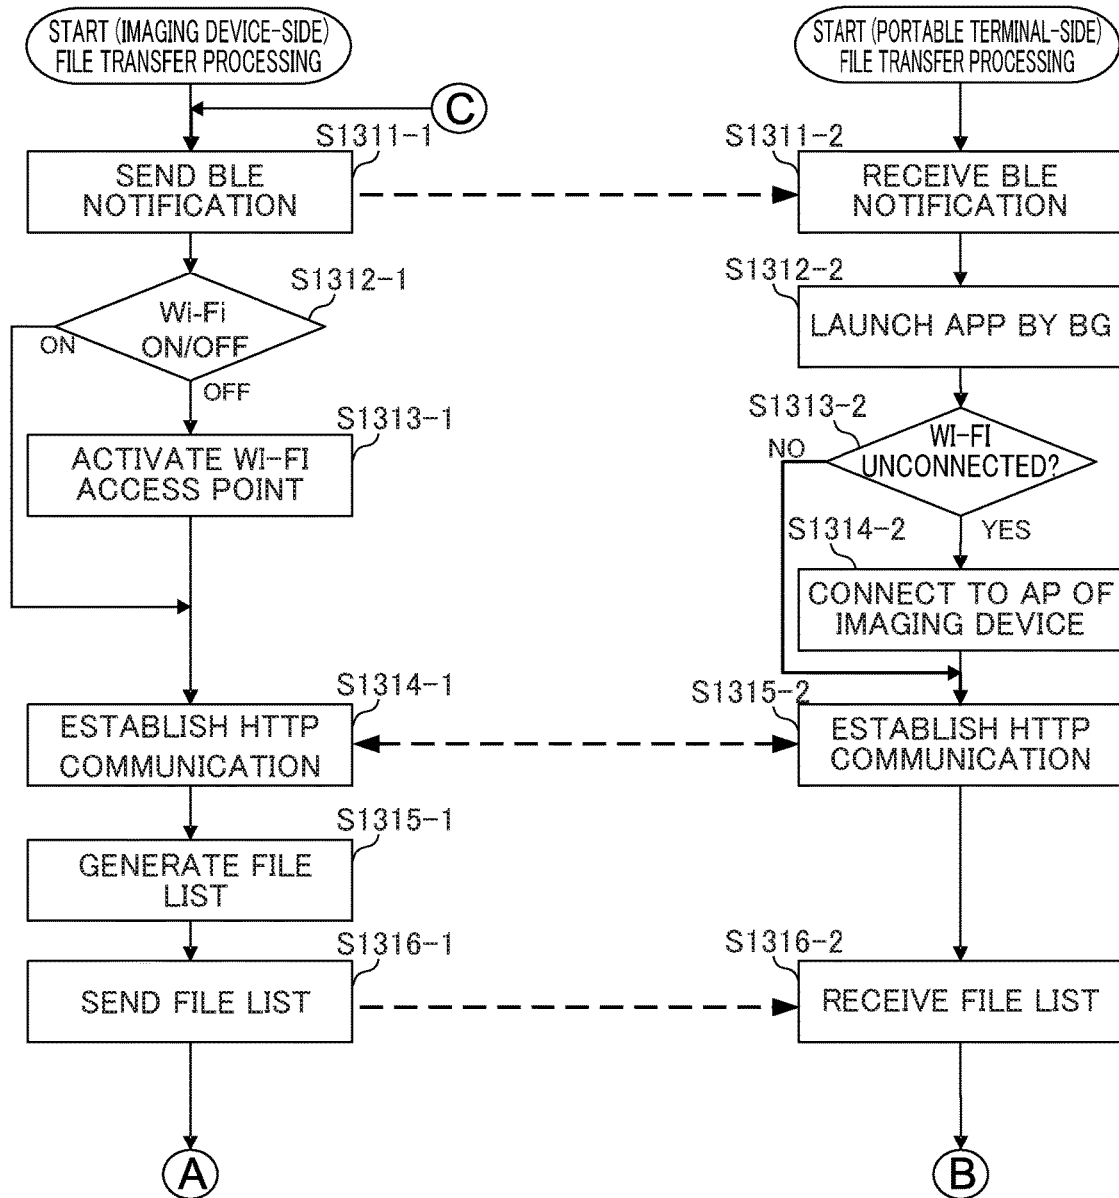 START (IMAGING DEVICE-SIDE)
FILE TRANSFER PROCESSING
C
S1311-1
SEND BLE
NOTIFICATION
S1312-1
Wi-Fi
ON/OFF
ON
OFF
S1313-1
ACTIVATE WI-FI
ACCESS POINT
S1314-1
ESTABLISH HTTP
COMMUNICATION
S1315-1
GENERATE FILE
LIST
S1316-1
SEND FILE LIST
A
START (PORTABLE TERMINAL-SIDE)
FILE TRANSFER PROCESSING
S1311-2
RECEIVE BLE
NOTIFICATION
S1312-2
LAUNCH APP BY BG
S1313-2
WI-FI
UNCONNECTED?
NO
YES
S1314-2
CONNECT TO AP OF
IMAGING DEVICE
S1315-2
ESTABLISH HTTP
COMMUNICATION
S1316-2
RECEIVE FILE LIST
B